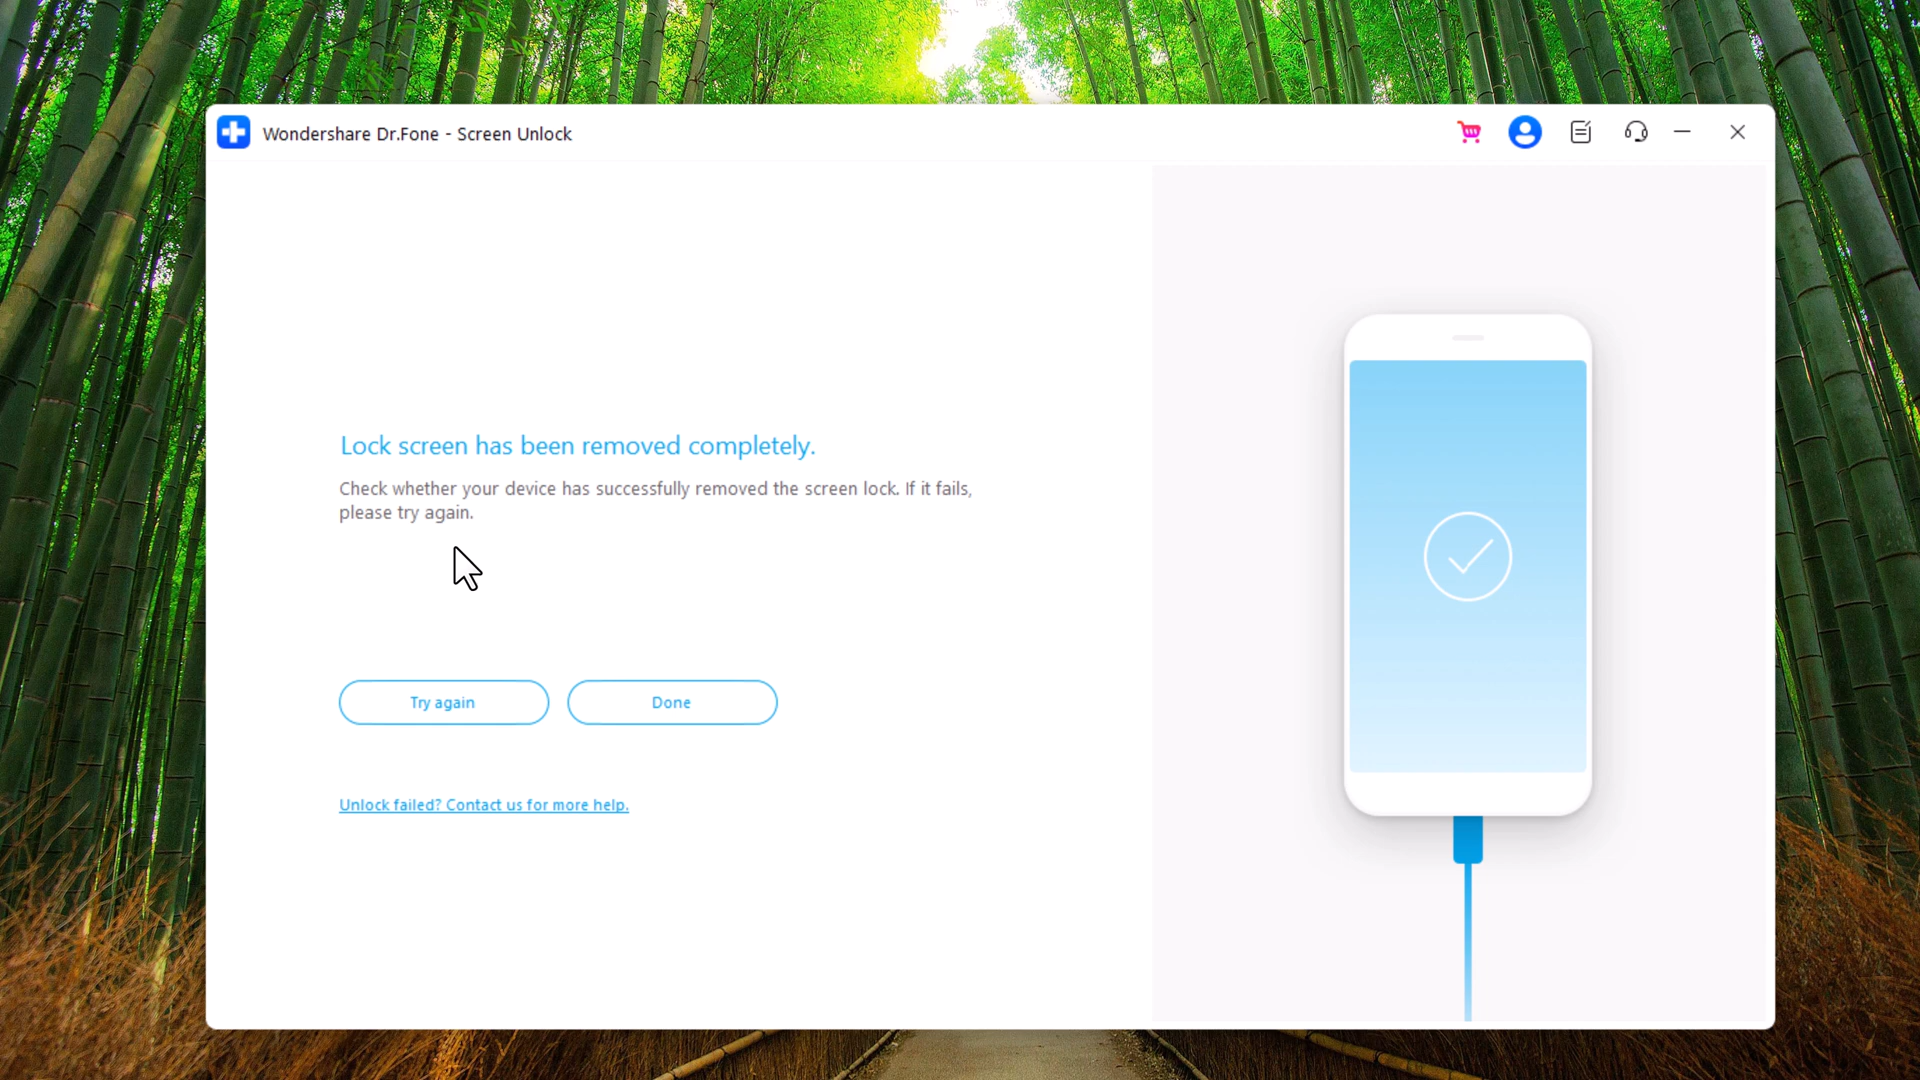 Wondershare Dr.Fone - Screen Unlock
Lock screen has been removed completely.
Check whether your device has successfully removed the screen lock. If it fails,
please try again.
Try again
Done
Unlock failed? Contact us for more help.